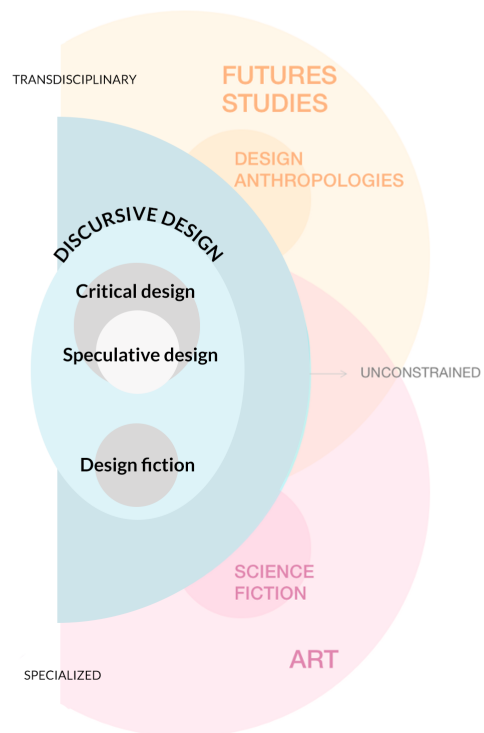 TRANSDISCIPLINARY
FUTURES
STUDIES
DESIGN
ANTHROPOLOGIES
DISCURSIVE DESIGN
Critical design
Speculative design
UNCONSTRAINED
Design fiction
SCIENCE
FICTION
ART
SPECIALIZED